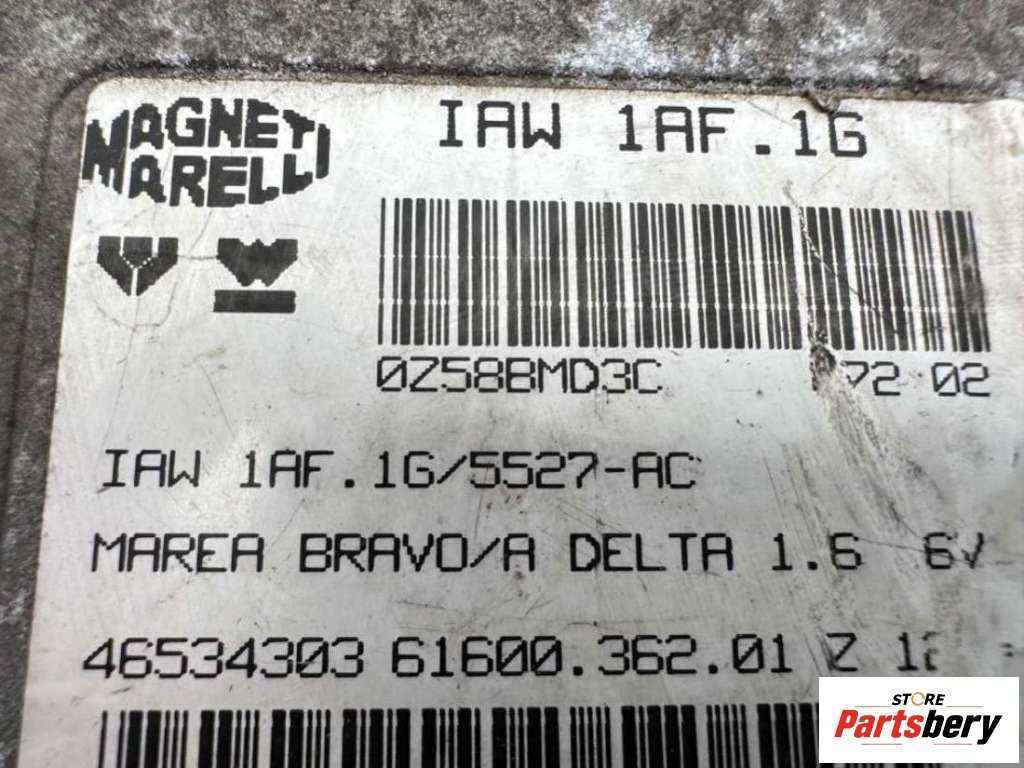 MAGNETI
MARELLI
IAW 1AF.1G
0Z58BMD3C 72 02
IAW 1AF.1G/5527-AC
MAREA BRAVO/A DELTA 1.6 6V
46534303 61600.362.01 Z
STORE
Partsbery